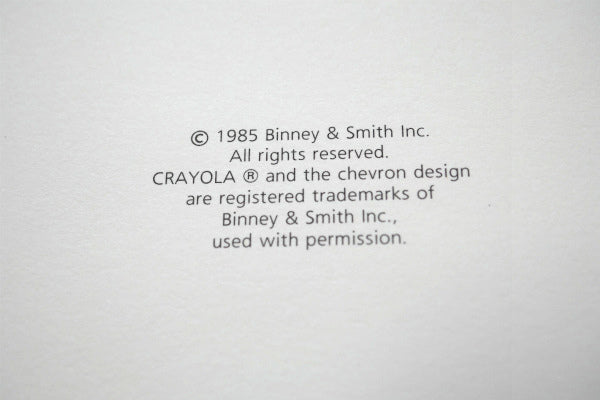 © 1985 Binney & Smith Inc.
All rights reserved.
CRAYOLA ® and the chevron design
are registered trademarks of
Binney & Smith Inc.,
used with permission.